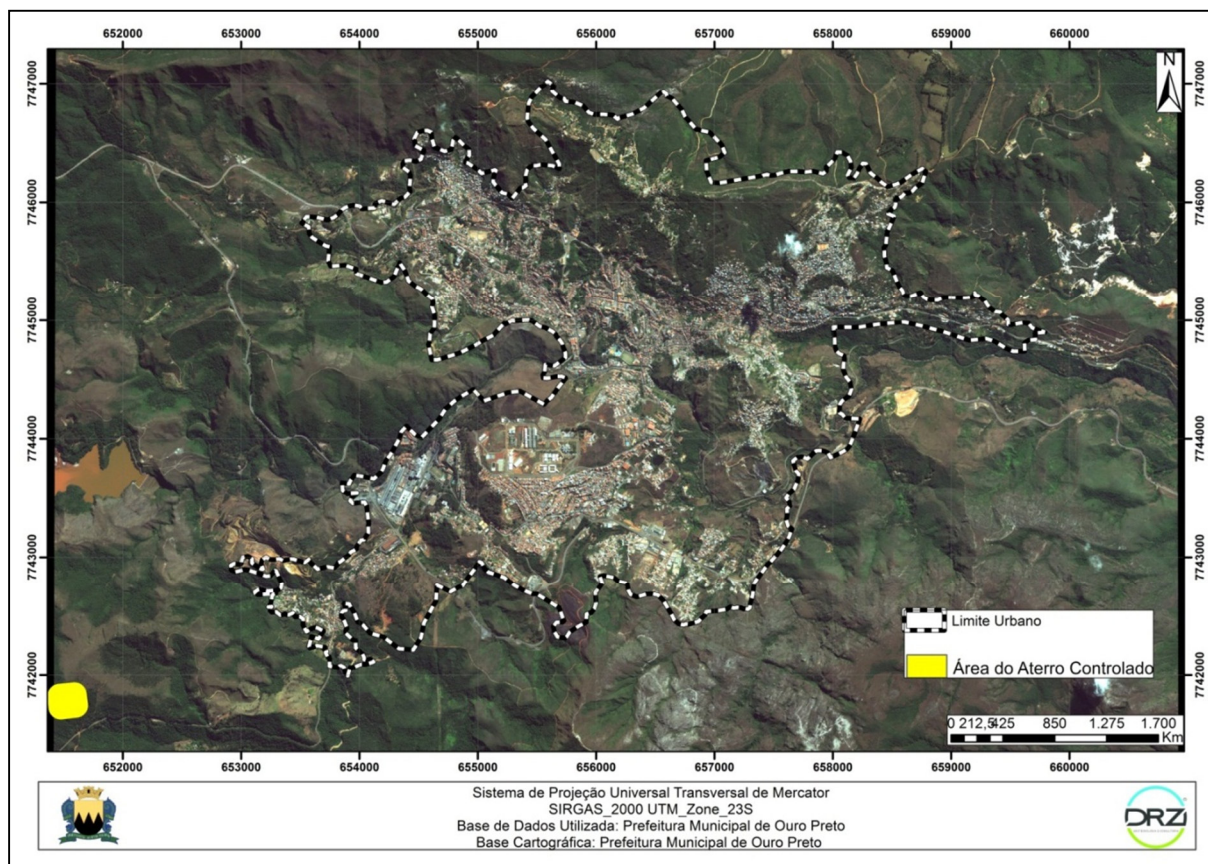 652000 653000 654000 655000 656000 657000 658000 659000 660000
7747000 7747000
N
7746000 7746000
7745000 7745000
7744000 7744000
7743000 7743000
Limite Urbano
Área do Aterro Controlado
7742000 7742000
0 212,5 425 850 1.275 1.700
Km
652000 653000 654000 655000 656000 657000 658000 659000 660000
Sistema de Projeção Universal Transversal de Mercator
SIRGAS_2000 UTM_Zone_23S
Base de Dados Utilizada: Prefeitura Municipal de Ouro Preto
Base Cartográfica: Prefeitura Municipal de Ouro Preto
DRZ